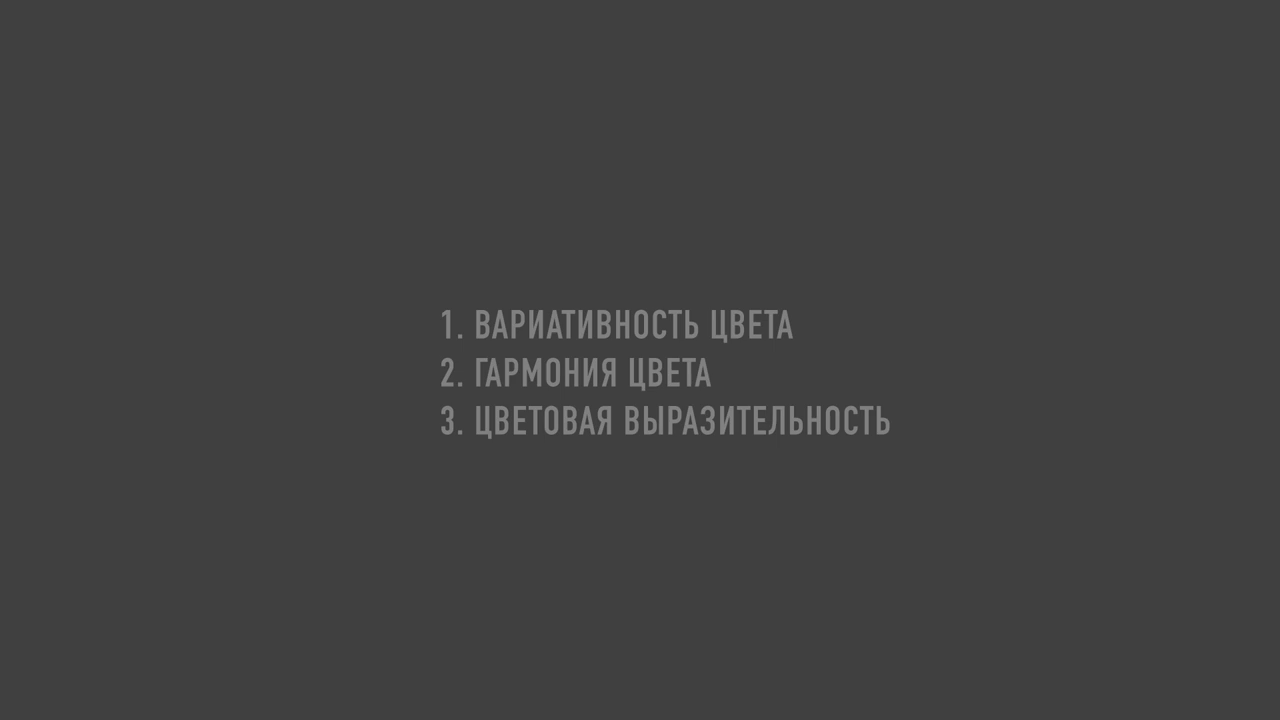 1. ВАРИАТИВНОСТЬ ЦВЕТА
2. ГАРМОНИЯ ЦВЕТА
3. ЦВЕТОВАЯ ВЫРАЗИТЕЛЬНОСТЬ